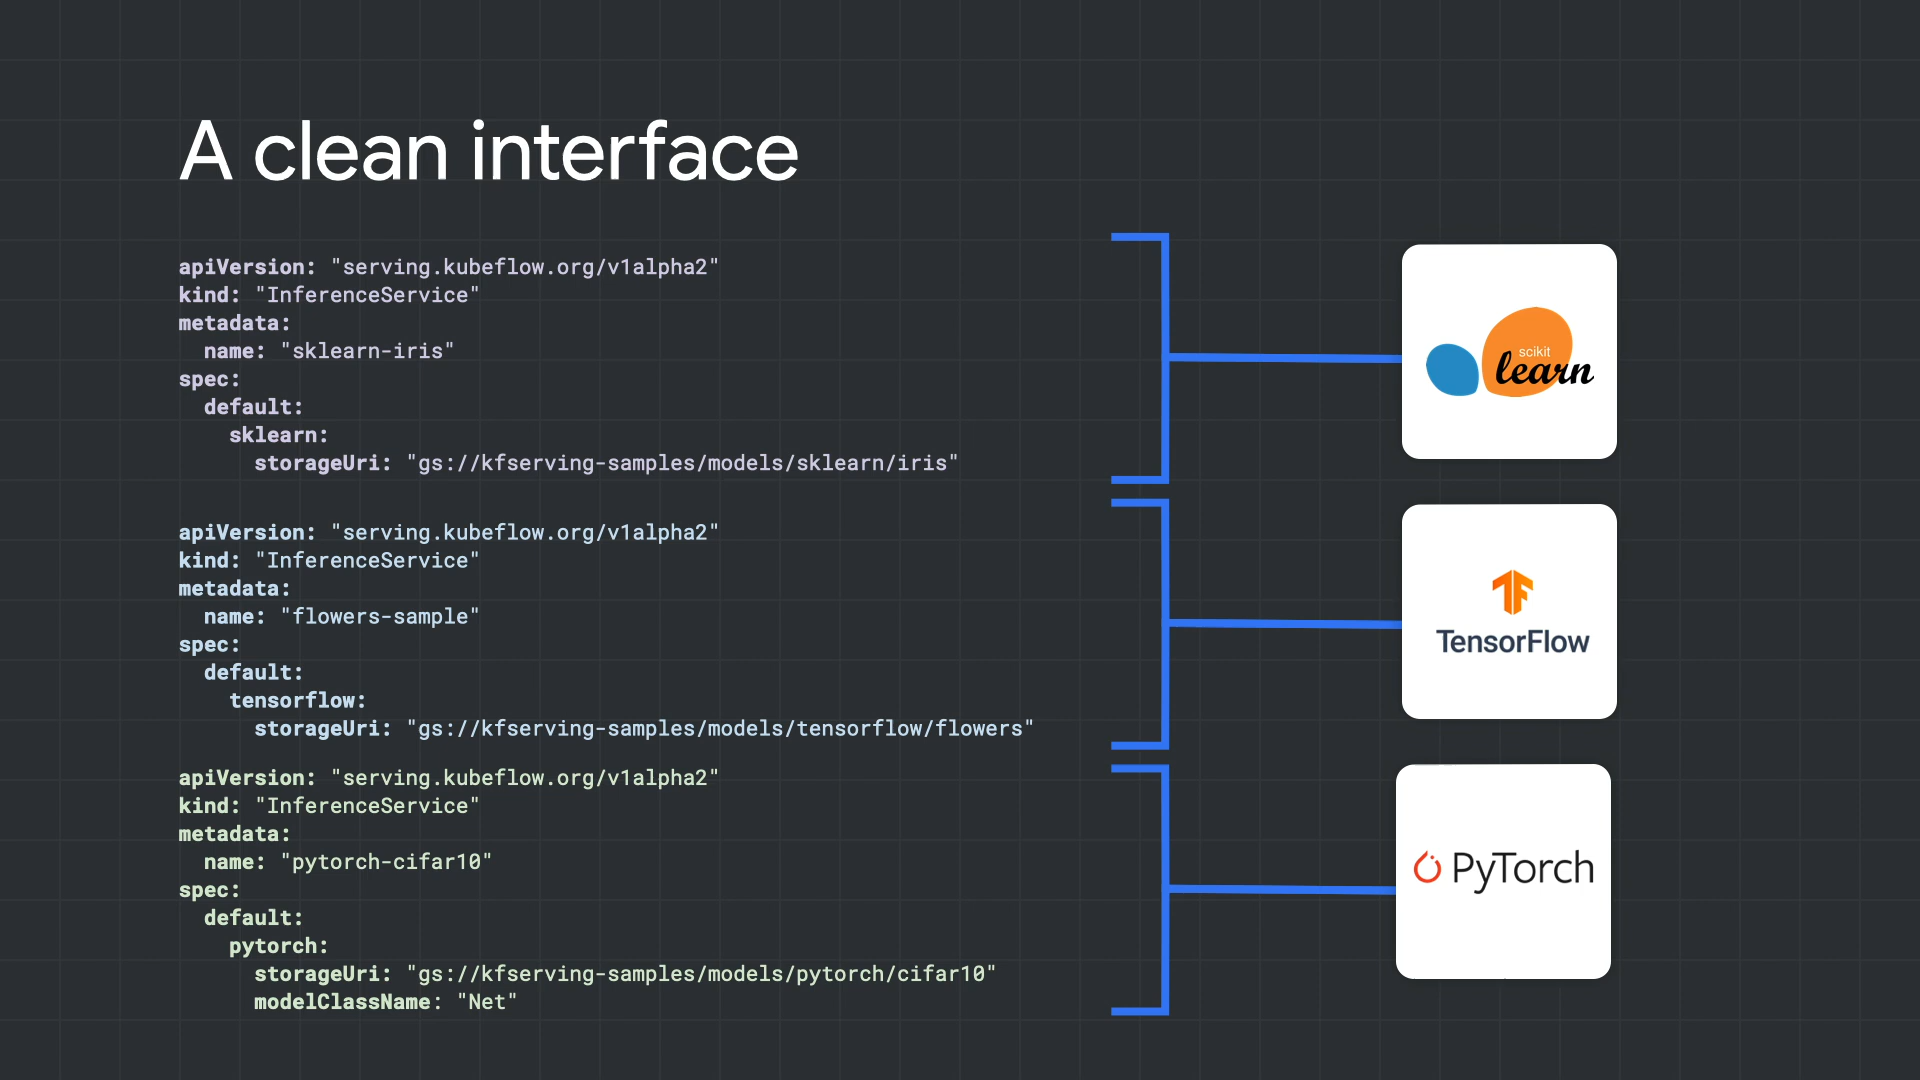 A clean interface
apiVersion: "serving.kubeflow.org/v1alpha2"
kind: "InferenceService"
metadata:
  name: "sklearn-iris"
spec:
  default:
    sklearn:
      storageUri: "gs://kfserving-samples/models/sklearn/iris"
scikit
learn
apiVersion: "serving.kubeflow.org/v1alpha2"
kind: "InferenceService"
metadata:
  name: "flowers-sample"
spec:
  default:
    tensorflow:
      storageUri: "gs://kfserving-samples/models/tensorflow/flowers"
TensorFlow
apiVersion: "serving.kubeflow.org/v1alpha2"
kind: "InferenceService"
metadata:
  name: "pytorch-cifar10"
spec:
  default:
    pytorch:
      storageUri: "gs://kfserving-samples/models/pytorch/cifar10"
      modelClassName: "Net"
PyTorch